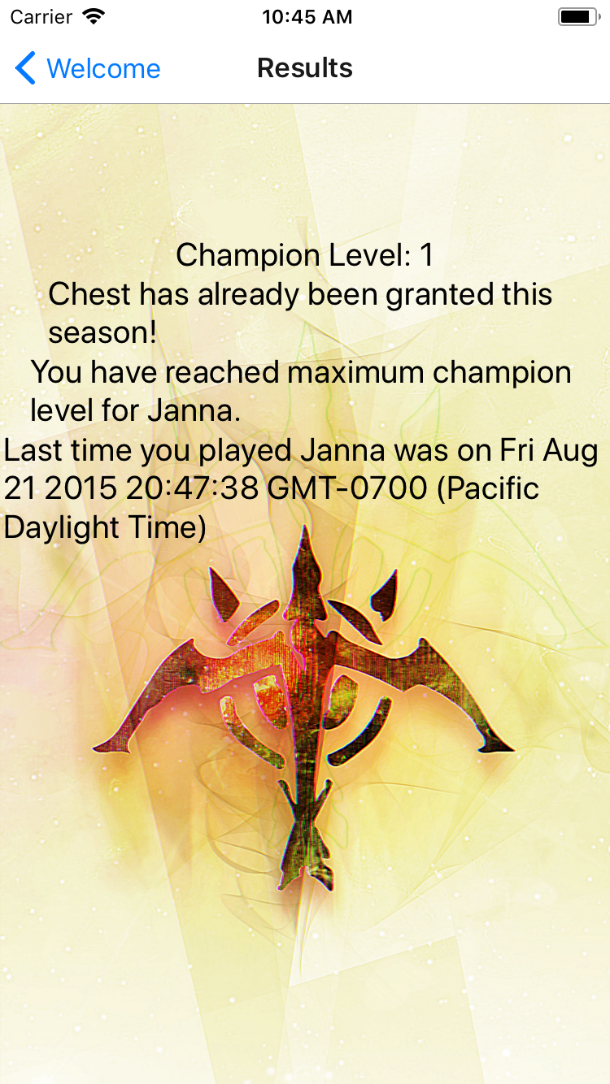 Carrier 10:45 AM
Welcome Results
Champion Level: 1
Chest has already been granted this
season!
You have reached maximum champion
level for Janna.
Last time you played Janna was on Fri Aug
21 2015 20:47:38 GMT-0700 (Pacific
Daylight Time)